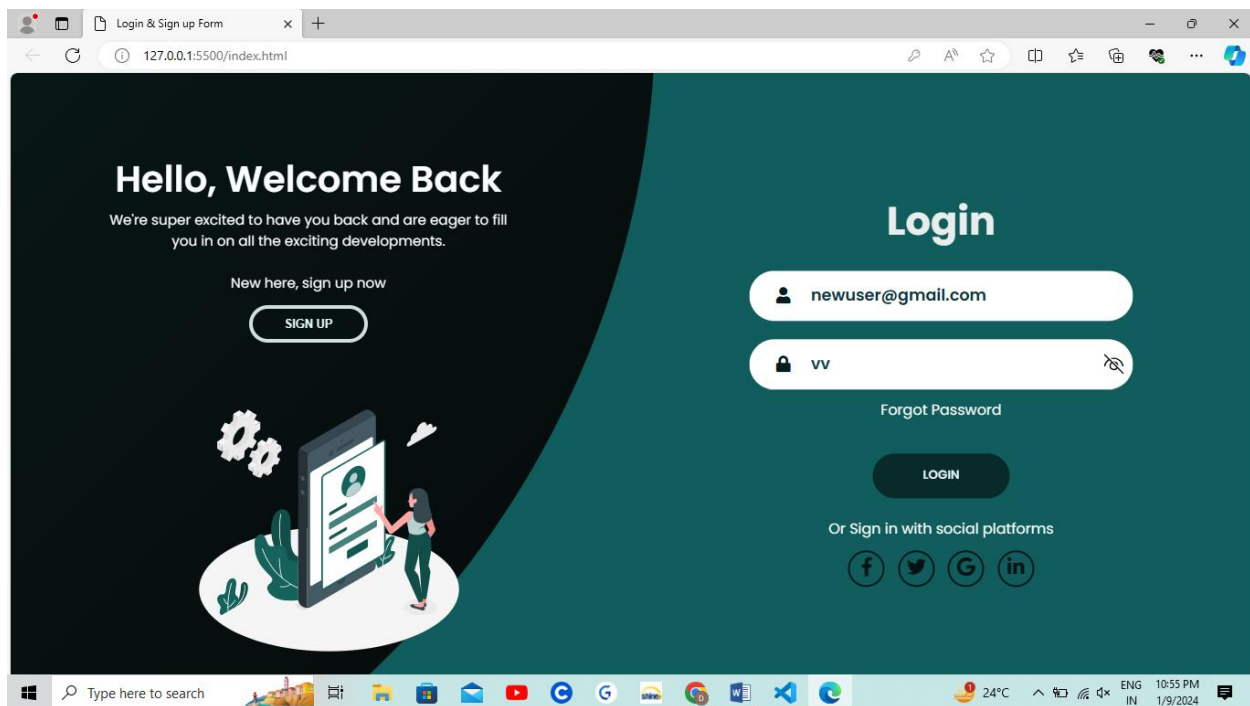 Login & Sign up Form
127.0.0.1:5500/index.html
Hello, Welcome Back
We're super excited to have you back and are eager to fill
you in on all the exciting developments.
New here, sign up now
SIGN UP
Login
newuser@gmail.com
vv
Forgot Password
LOGIN
Or Sign in with social platforms
f G in
Type here to search
C G shine W
1 24°C ENG 10:55 PM
IN 1/9/2024